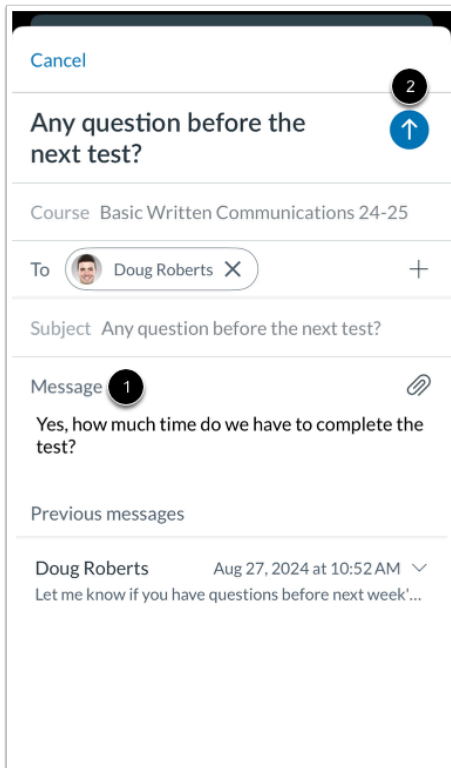 Cancel
2
Any question before the
next test?
Course Basic Written Communications 24-25
To Doug Roberts
Subject Any question before the next test?
Message 1
Yes, how much time do we have to complete the
test?
Previous messages
Doug Roberts Aug 27, 2024 at 10:52 AM
Let me know if you have questions before next week'...